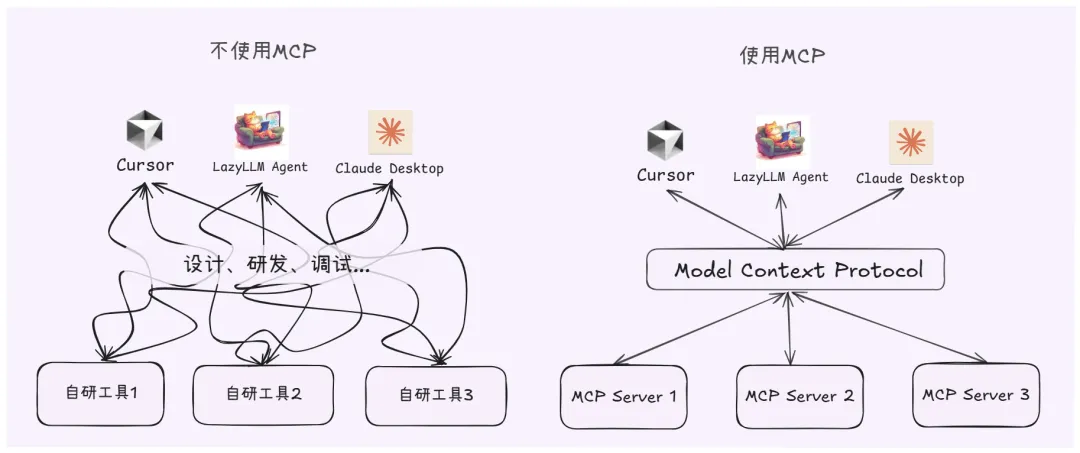 不使用MCP
Cursor
LazyLLM Agent
Claude Desktop
设计、研发、调试...
自研工具1
自研工具2
自研工具3
使用MCP
Cursor
LazyLLM Agent
Claude Desktop
Model Context Protocol
MCP Server 1
MCP Server 2
MCP Server 3